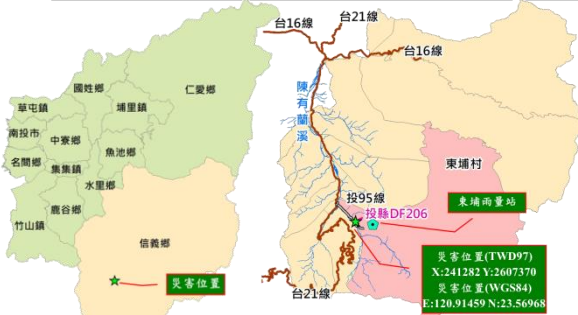 國姓鄉
仁愛鄉
草屯鎮
埔里鎮
南投市
中寮鄉
名間鄉
魚池鄉
集集鎮
水里鄉
鹿谷鄉
竹山鎮
信義鄉
災害位置
台21線
台16線
台16線
陳有蘭溪
東埔村
投95線
投縣DF206
東埔雨量站
台21線
災害位置(TWD97)
X:241282 Y:2607370
災害位置(WGS84)
E:120.91459 N:23.56968